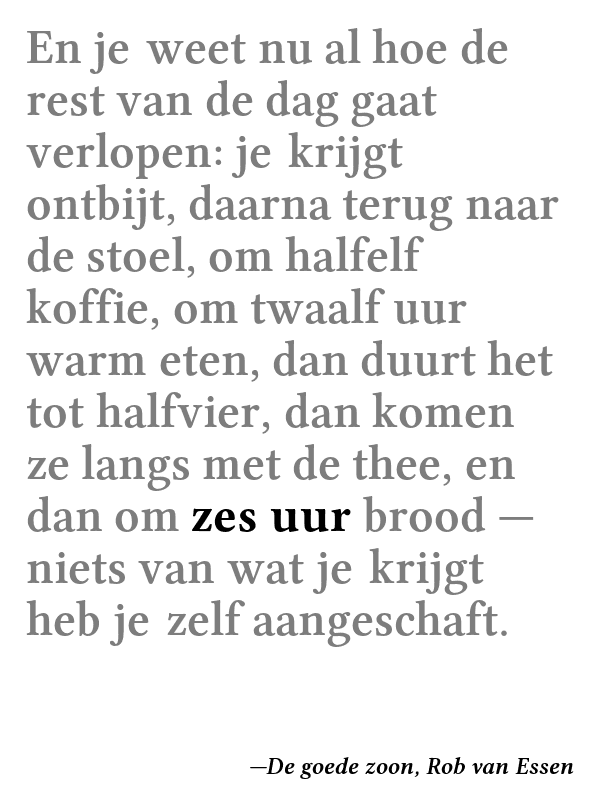 En je weet nu al hoe de
rest van de dag gaat
verlopen: je krijgt
ontbijt, daarna terug naar
de stoel, om halfelf
koffie, om twaalf uur
warm eten, dan duurt het
tot halfvier, dan komen
ze langs met de thee, en
dan om zes uur brood —
niets van wat je krijgt
heb je zelf aangeschaft.
—De goede zoon, Rob van Essen